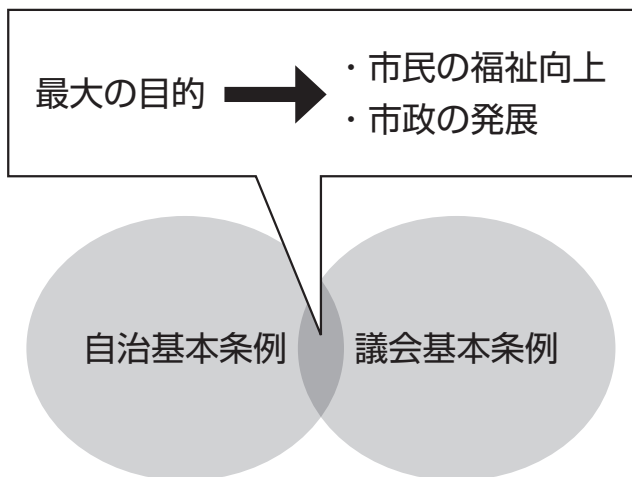 最大の目的
・市民の福祉向上
・市政の発展
自治基本条例
議会基本条例